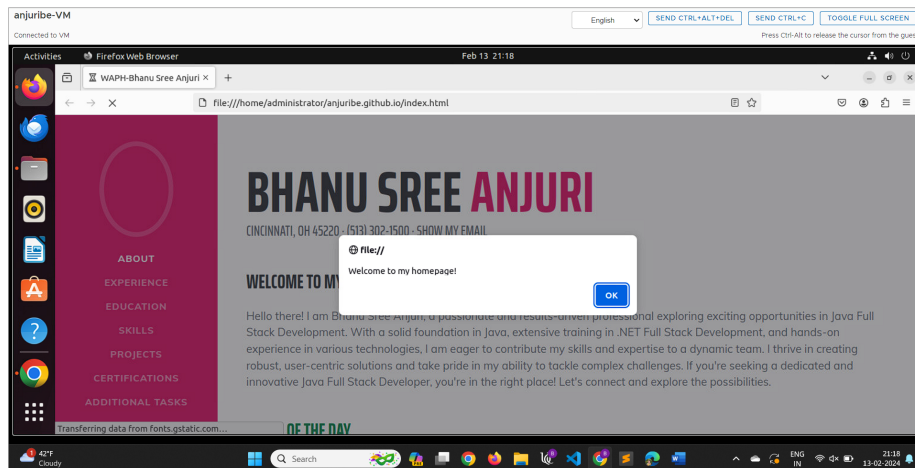 anjuribe-VM
English
SEND CTRL+ALT+DEL
SEND CTRL+C
TOGGLE FULL SCREEN
Connected to VM
Press Ctrl-Alt to release the cursor from the gues
Activities
Firefox Web Browser
Feb 13 21:18
WAPH-Bhanu Sree Anjuri
file:///home/administrator/anjuribe.github.io/index.html
BHANU SREE ANJURI
CINCINNATI, OH 45220 · (513) 302-1500 · SHOW MY EMAIL
file://
Welcome to my homepage!
OK
ABOUT
EXPERIENCE
EDUCATION
SKILLS
PROJECTS
CERTIFICATIONS
ADDITIONAL TASKS
WELCOME TO MY
Hello there! I am Bhanu Sree Anjuri, a passionate and results-driven professional exploring exciting opportunities in Java Full
Stack Development. With a solid foundation in Java, extensive training in .NET Full Stack Development, and hands-on
experience in various technologies, I am eager to contribute my skills and expertise to a dynamic team. I thrive in creating
robust, user-centric solutions and take pride in my ability to tackle complex challenges. If you're seeking a dedicated and
innovative Java Full Stack Developer, you're in the right place! Let's connect and explore the possibilities.
OF THE DAY
Transferring data from fonts.gstatic.com...
1
42°F
Cloudy
Search
ENG
IN
21:18
13-02-2024